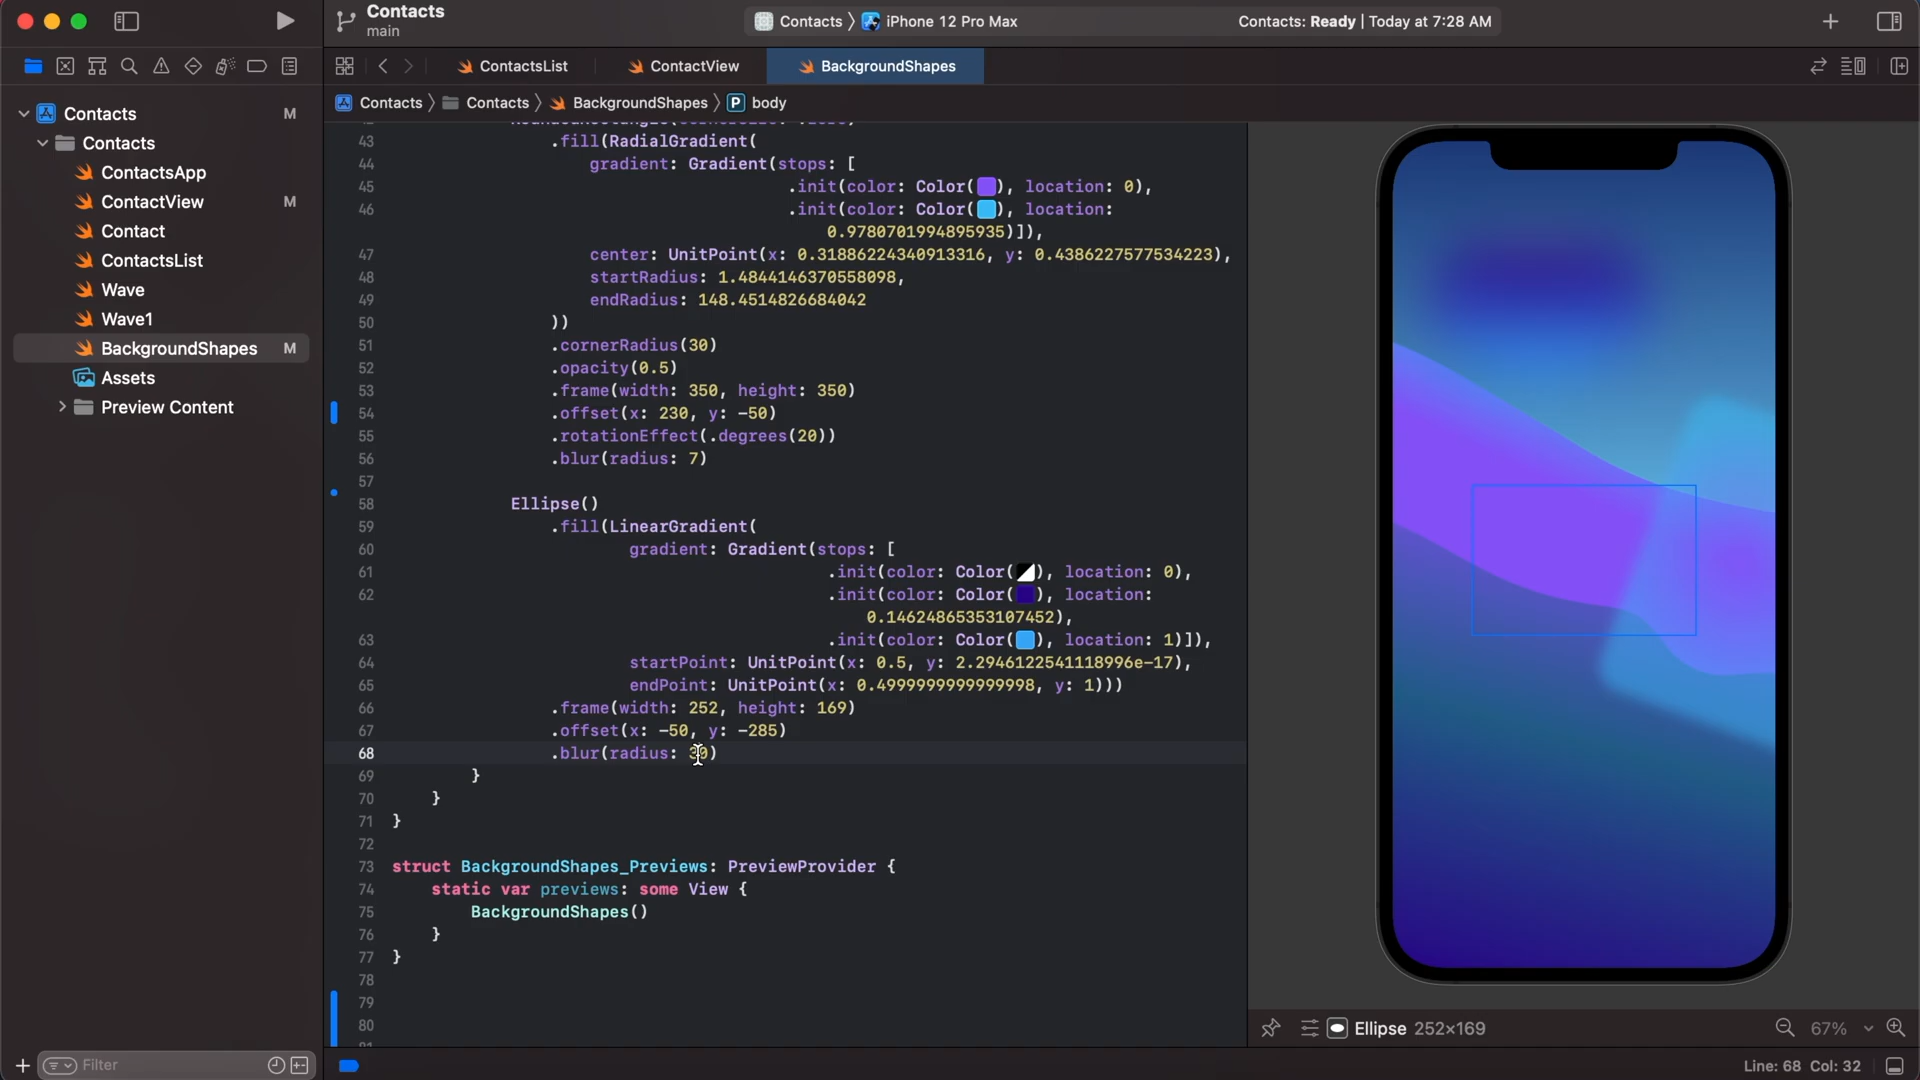 Contacts
main
Contacts
iPhone 12 Pro Max
Contacts: Ready | Today at 7:28 AM
ContactsList
ContactView
BackgroundShapes
Contacts
Contacts
BackgroundShapes
P
body
Contacts M
Contacts
ContactsApp
ContactView M
Contact
ContactsList
Wave
Wave1
BackgroundShapes M
Assets
Preview Content
43 .fill(RadialGradient(
44 gradient: Gradient(stops: [
45 .init(color: Color( ), location: 0),
46 .init(color: Color( ), location:
0.9780701994895935)]),
47 center: UnitPoint(x: 0.31886224340913316, y: 0.4386227577534223),
48 startRadius: 1.4844146370558098,
49 endRadius: 148.4514826684042
50 ))
51 .cornerRadius(30)
52 .opacity(0.5)
53 .frame(width: 350, height: 350)
54 .offset(x: 230, y: -50)
55 .rotationEffect(.degrees(20))
56 .blur(radius: 7)
57
58 Ellipse()
59 .fill(LinearGradient(
60 gradient: Gradient(stops: [
61 .init(color: Color( ), location: 0),
62 .init(color: Color( ), location:
0.14624865353107452),
63 .init(color: Color( ), location: 1)]),
64 startPoint: UnitPoint(x: 0.5, y: 2.2946122541118996e-17),
65 endPoint: UnitPoint(x: 0.4999999999999998, y: 1)))
66 .frame(width: 252, height: 169)
67 .offset(x: -50, y: -285)
68 .blur(radius: 30)
69 }
70 }
71 }
72
73 struct BackgroundShapes_Previews: PreviewProvider {
74 static var previews: some View {
75 BackgroundShapes()
76 }
77 }
78
79
80
Ellipse 252×169
67%
Filter
Line: 68 Col: 32